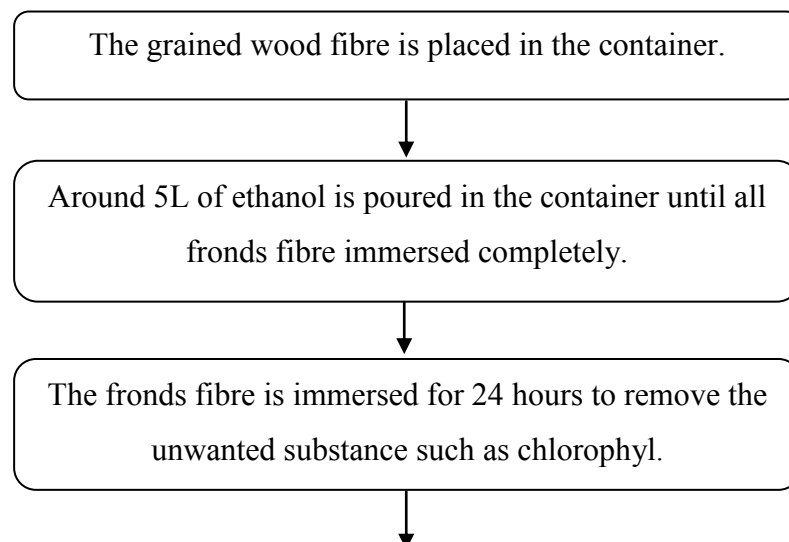 The grained wood fibre is placed in the container.
Around 5L of ethanol is poured in the container until all
fronds fibre immersed completely.
The fronds fibre is immersed for 24 hours to remove the
unwanted substance such as chlorophyl.